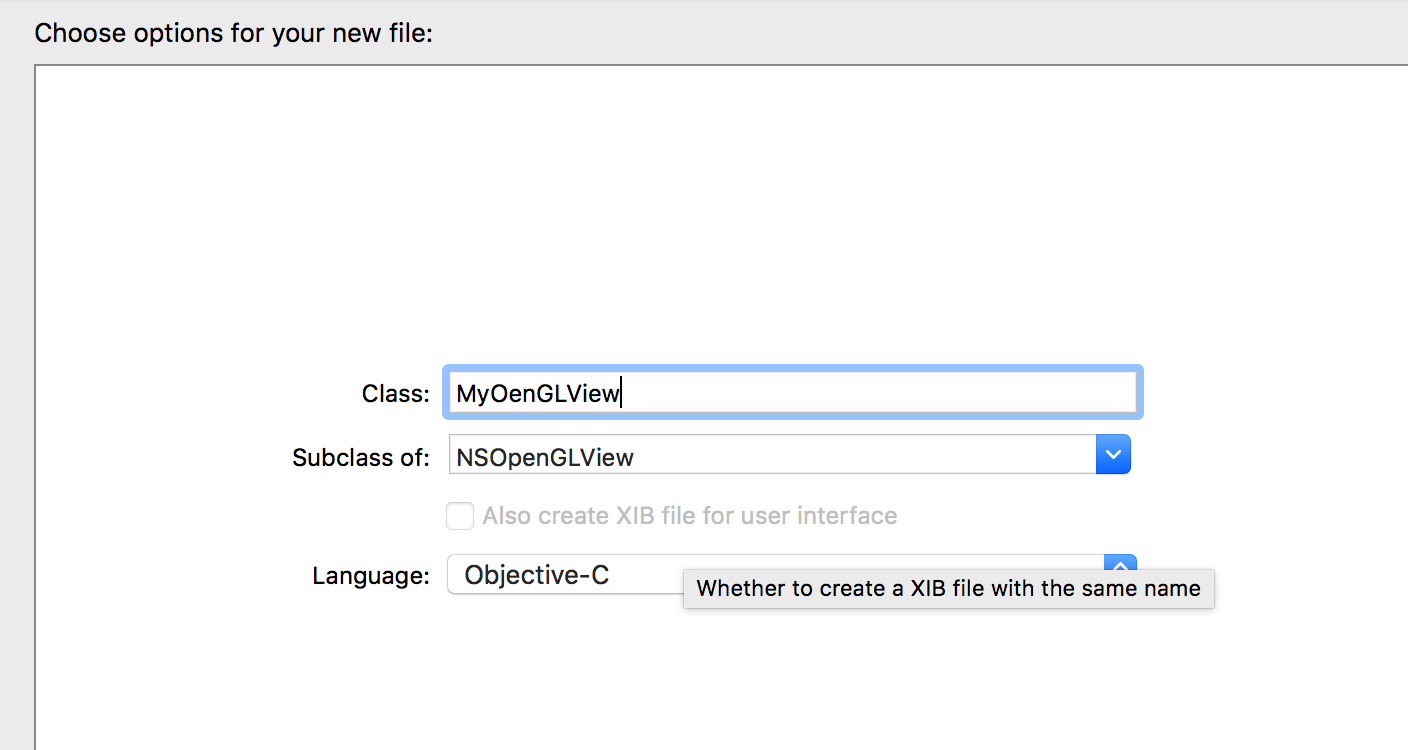 Choose options for your new file:
Class: MyOenGLView
Subclass of: NSOpenGLView
Also create XIB file for user interface
Language: Objective-C
Whether to create a XIB file with the same name